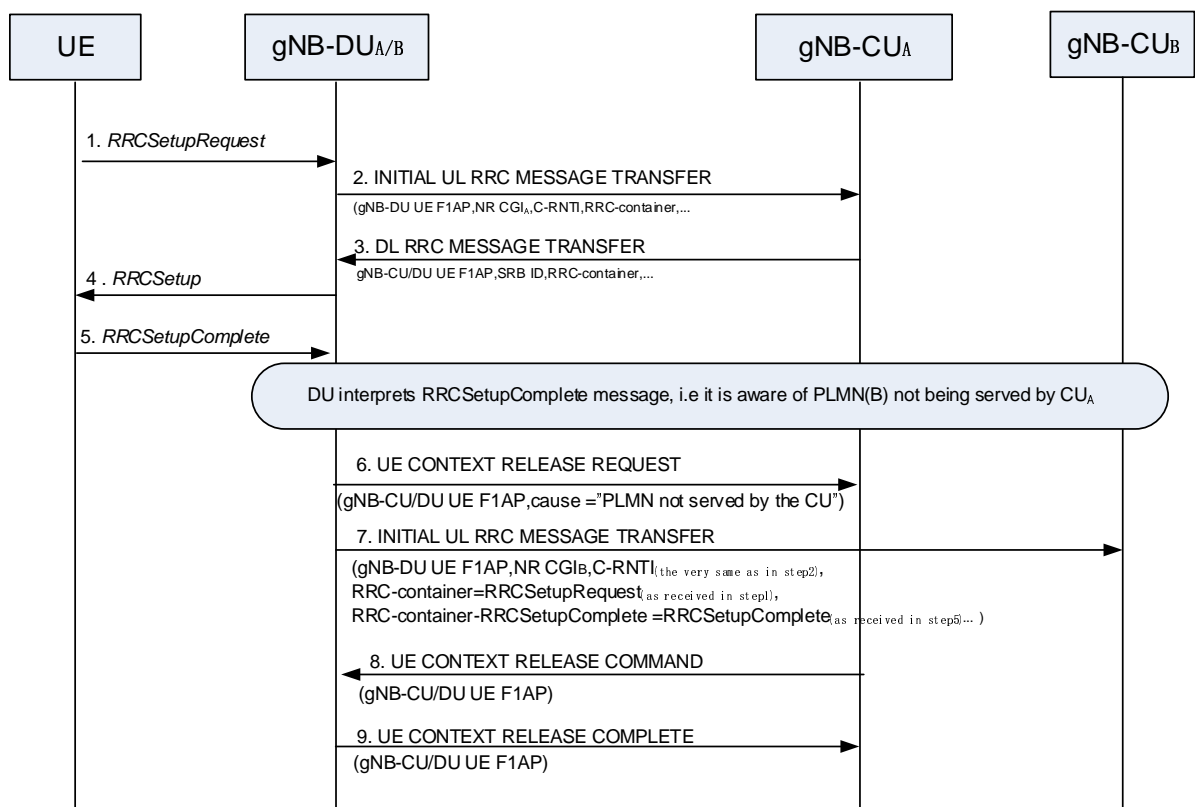 UE
gNB-DUA/B
gNB-CUA
gNB-CUB
1. RRCSetupRequest
2. INITIAL UL RRC MESSAGE TRANSFER
(gNB-DU UE F1AP,NR CGIA,C-RNTI,RRC-container,...
3. DL RRC MESSAGE TRANSFER
gNB-CU/DU UE F1AP,SRB ID,RRC-container,...
4 . RRCSetup
5. RRCSetupComplete
DU interprets RRCSetupComplete message, i.e it is aware of PLMN(B) not being served by CUA
6. UE CONTEXT RELEASE REQUEST
(gNB-CU/DU UE F1AP,cause ="PLMN not served by the CU")
7. INITIAL UL RRC MESSAGE TRANSFER
(gNB-DU UE F1AP,NR CGIB,C-RNTI(the very same as in step2),
RRC-container=RRCSetupRequest(as received in step1),
RRC-container-RRCSetupComplete =RRCSetupComplete(as received in step5)... )
8. UE CONTEXT RELEASE COMMAND
(gNB-CU/DU UE F1AP)
9. UE CONTEXT RELEASE COMPLETE
(gNB-CU/DU UE F1AP)